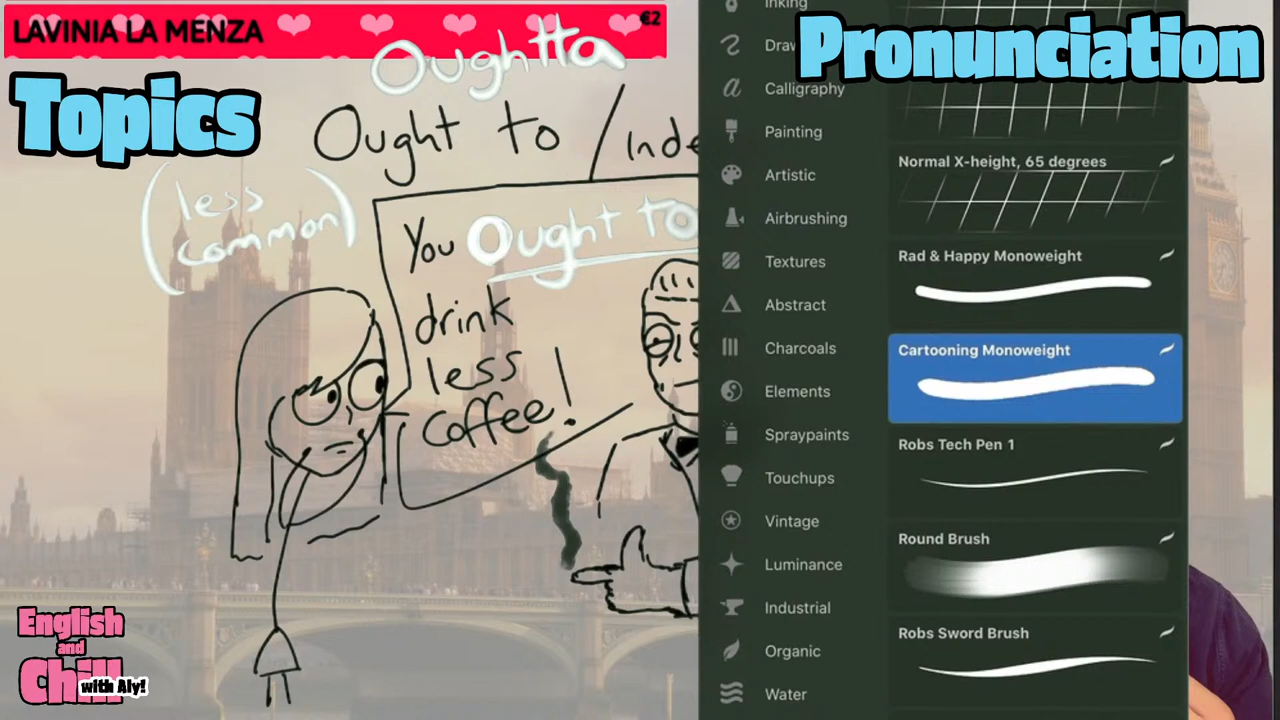 LAVINIA LA MENZA
€2
Topics
Pronunciation
Oughtta
Ought to / inde
(less
common)
You Ought to
drink
less
coffee!
English
and
Chill
with Aly!
Inking
Calligraphy
Painting
Artistic
Airbrushing
Textures
Abstract
Charcoals
Elements
Spraypaints
Touchups
Vintage
Luminance
Industrial
Organic
Water
Normal X-height, 65 degrees
Rad & Happy Monoweight
Cartooning Monoweight
Robs Tech Pen 1
Round Brush
Robs Sword Brush